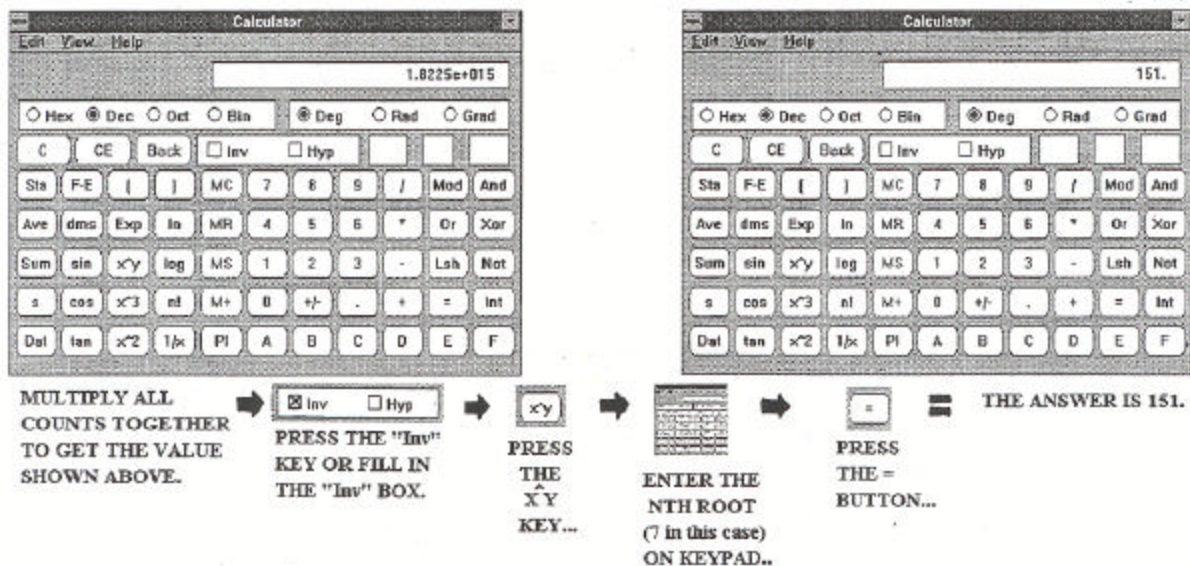 Calculator
Edit View Help
1.8225e+015
Hex Dec Oct Bin Deg Rad Grad
C CE Back Inv Hyp
Sta F-E ( ) MC 7 8 9 / Mod And
Ave dms Exp ln MR 4 5 6 * Or Xor
Sum sin x^y log MS 1 2 3 - Lsh Not
s cos x^3 n! M+ 0 +/- . + = Int
Dat tan x^2 1/x PI A B C D E F
Calculator
Edit View Help
151.
Hex Dec Oct Bin Deg Rad Grad
C CE Back Inv Hyp
Sta F-E ( ) MC 7 8 9 / Mod And
Ave dms Exp ln MR 4 5 6 * Or Xor
Sum sin x^y log MS 1 2 3 - Lsh Not
s cos x^3 n! M+ 0 +/- . + = Int
Dat tan x^2 1/x PI A B C D E F
MULTIPLY ALL
COUNTS TOGETHER
TO GET THE VALUE
SHOWN ABOVE.
Inv Hyp
PRESS THE "Inv"
KEY OR FILL IN
THE "Inv" BOX.
x^y
PRESS
THE
X^Y
KEY...
ENTER THE
NTH ROOT
(7 in this case)
ON KEYPAD..
=
PRESS
THE =
BUTTON...
=
THE ANSWER IS 151.